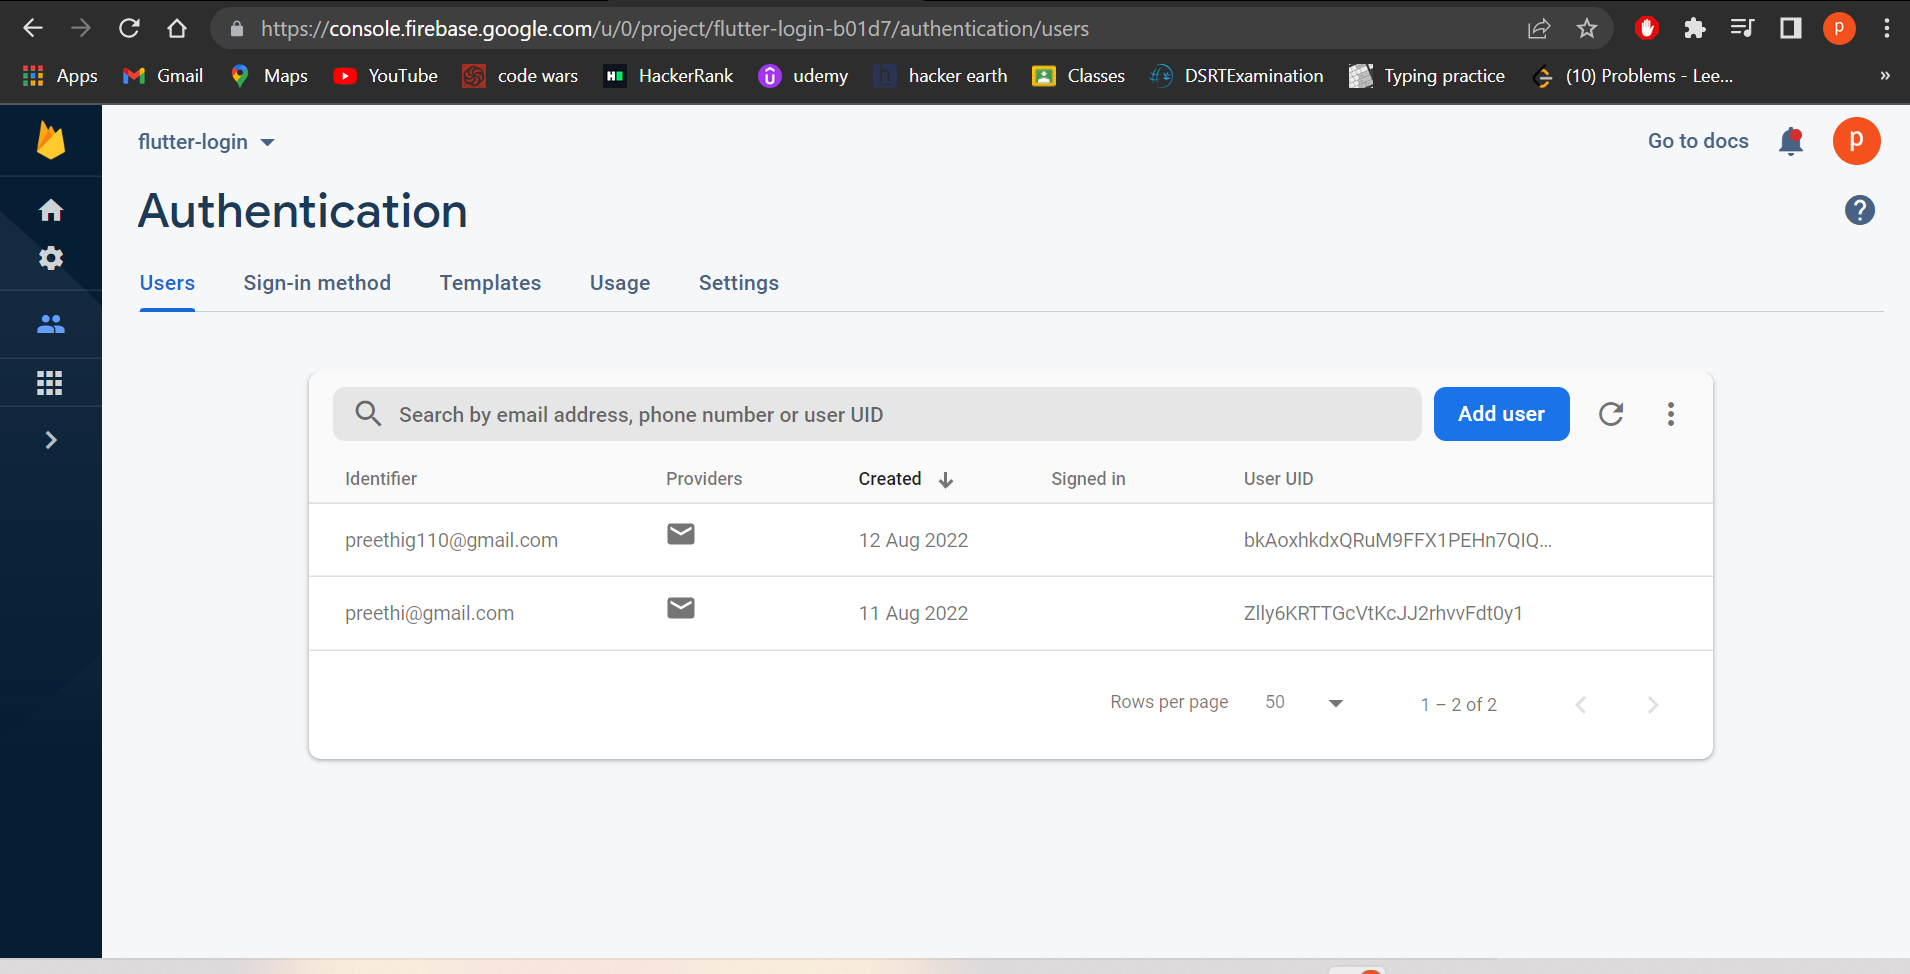 https://console.firebase.google.com/u/0/project/flutter-login-b01d7/authentication/users
p
Apps Gmail Maps YouTube code wars HackerRank udemy hacker earth Classes DSRTExamination Typing practice (10) Problems - Lee... »
flutter-login Go to docs p
Authentication ?
Users Sign-in method Templates Usage Settings
Search by email address, phone number or user UID Add user
Identifier Providers Created Signed in User UID
preethig110@gmail.com 12 Aug 2022 bkAoxhkdxQRuM9FFX1PEHn7QIQ...
preethi@gmail.com 11 Aug 2022 Zlly6KRTTGcVtKcJJ2rhvvFdt0y1
Rows per page 50 1 – 2 of 2